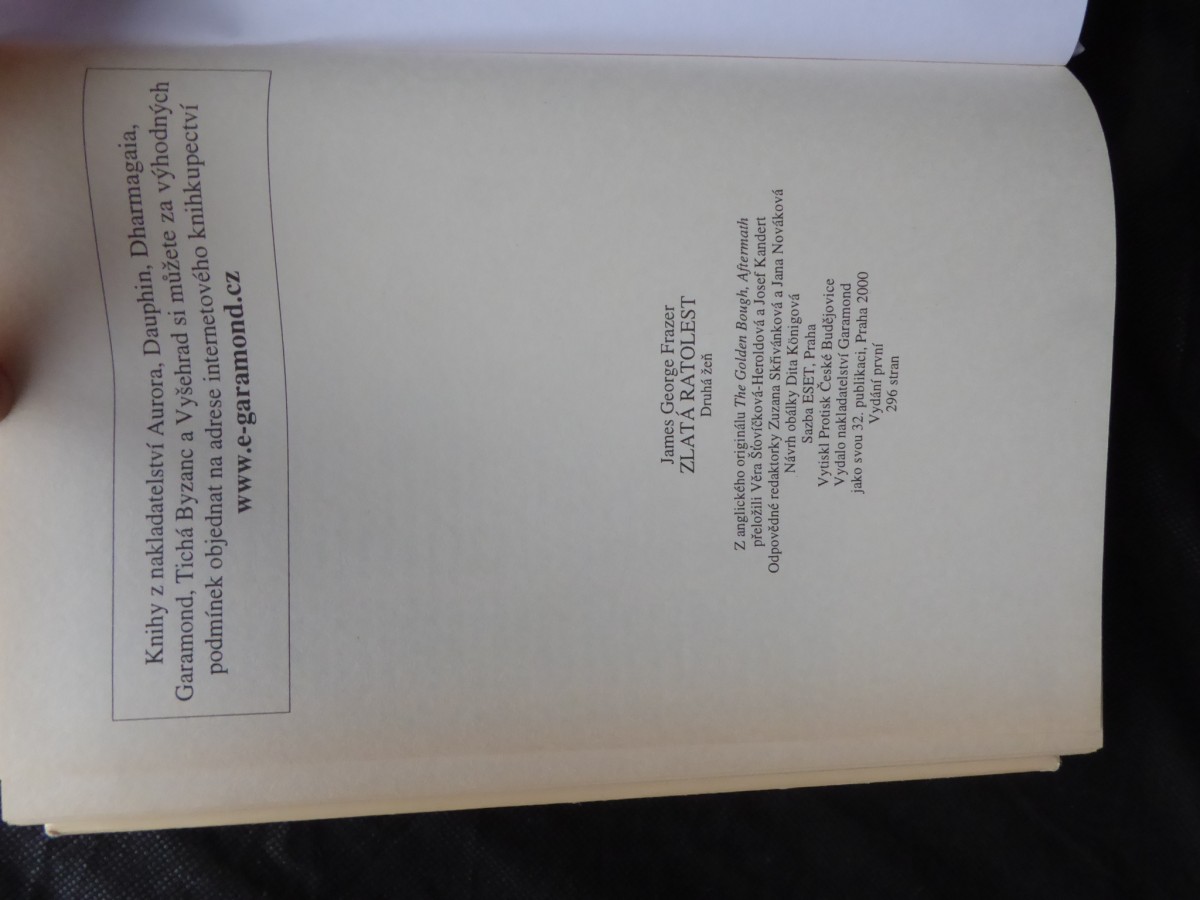 Knihy z nakladatelství Aurora, Dauphin, Dharmagaia,
Garamond, Tichá Byzanc a Vyšehrad si můžete za výhodných
podmínek objednat na adrese internetového knihkupectví
www.e-garamond.cz
James George Frazer
ZLATÁ RATOLEST
Druhá žeň
Z anglického originálu The Golden Bough, Aftermath
přeložili Věra Šťovíčková-Heroldová a Josef Kandert
Odpovědné redaktorky Zuzana Skřivánková a Jana Nováková
Návrh obálky Dita Königová
Sazba ESET, Praha
Vytiskl Protisk České Budějovice
Vydalo nakladatelství Garamond
jako svou 32. publikaci, Praha 2000
Vydání první
296 stran